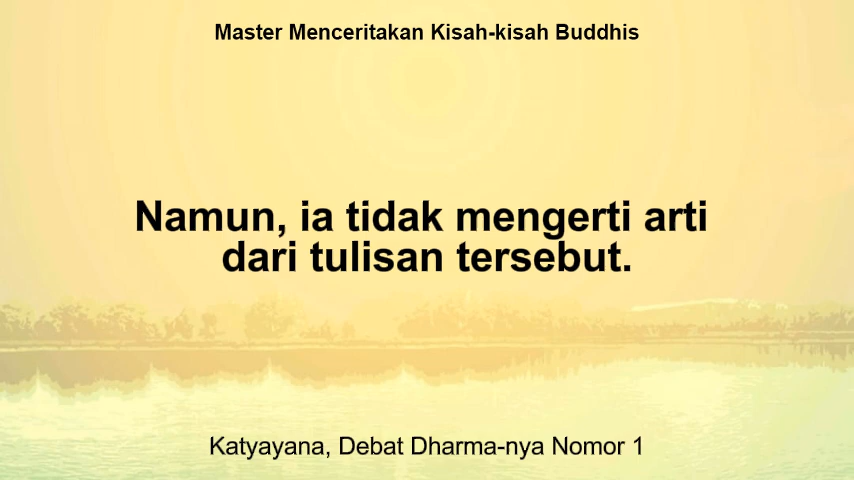 Master Menceritakan Kisah-kisah Buddhis
Namun, ia tidak mengerti arti
dari tulisan tersebut.
Katyayana, Debat Dharma-nya Nomor 1